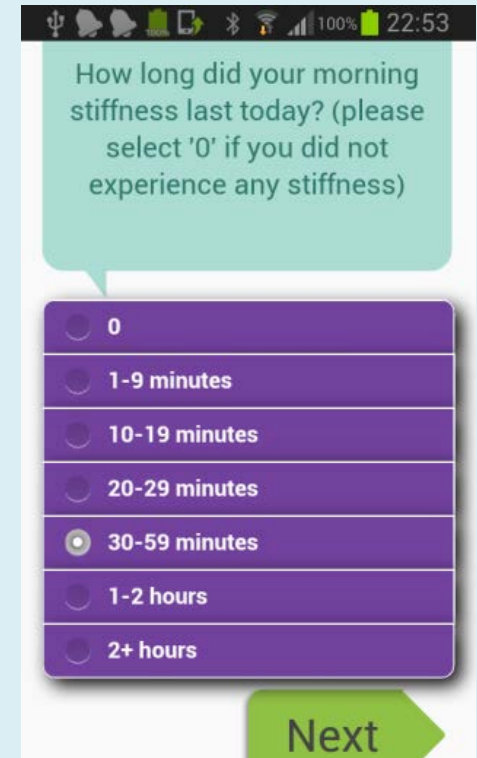 100% 22:53
How long did your morning
stiffness last today? (please
select '0' if you did not
experience any stiffness)
0
1-9 minutes
10-19 minutes
20-29 minutes
30-59 minutes
1-2 hours
2+ hours
Next